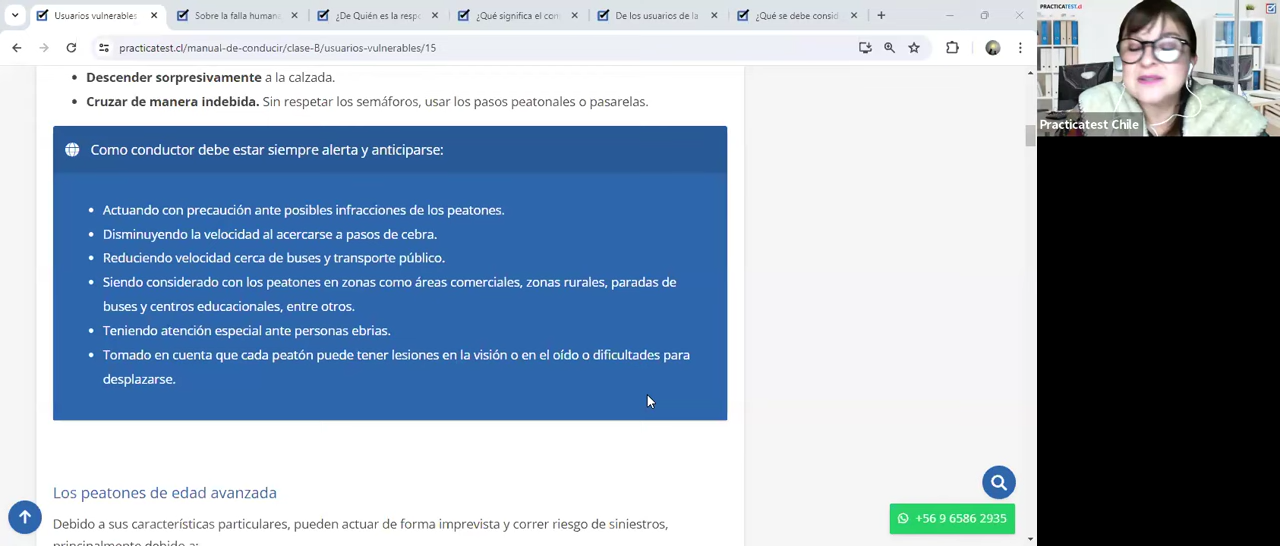 Usuarios vulnerables
Sobre la falla humana
¿De Quién es la resp
¿Qué significa el con
De los usuarios de la
¿Qué se debe consid
practicatest.cl/manual-de-conducir/clase-B/usuarios-vulnerables/15
PRACTICATEST.cl
Practicatest Chile
Descender sorpresivamente a la calzada.
Cruzar de manera indebida. Sin respetar los semáforos, usar los pasos peatonales o pasarelas.
Como conductor debe estar siempre alerta y anticiparse:
Actuando con precaución ante posibles infracciones de los peatones.
Disminuyendo la velocidad al acercarse a pasos de cebra.
Reduciendo velocidad cerca de buses y transporte público.
Siendo considerado con los peatones en zonas como áreas comerciales, zonas rurales, paradas de
buses y centros educacionales, entre otros.
Teniendo atención especial ante personas ebrias.
Tomado en cuenta que cada peatón puede tener lesiones en la visión o en el oído o dificultades para
desplazarse.
Los peatones de edad avanzada
Debido a sus características particulares, pueden actuar de forma imprevista y correr riesgo de siniestros,
principalmente debido a:
+56 9 6586 2935